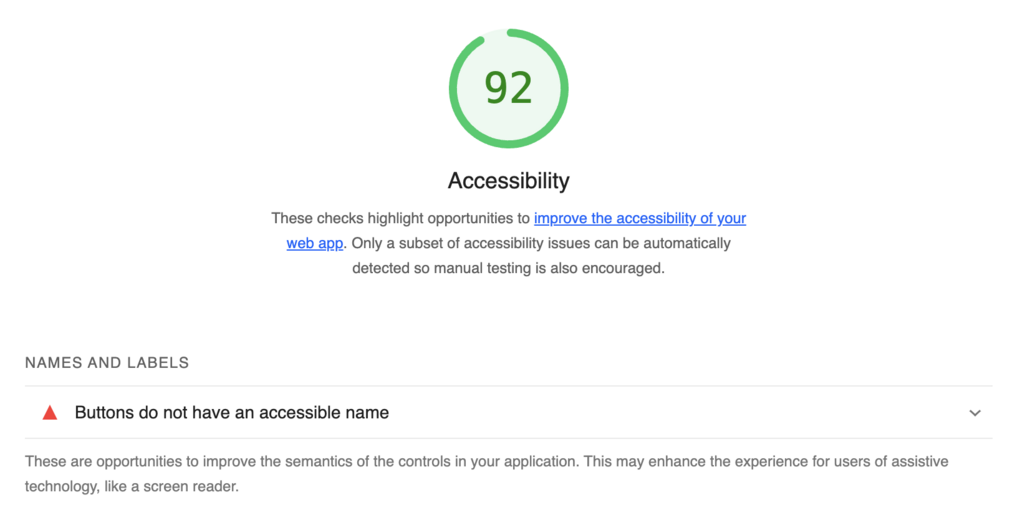 92
Accessibility
These checks highlight opportunities to improve the accessibility of your
web app. Only a subset of accessibility issues can be automatically
detected so manual testing is also encouraged.
NAMES AND LABELS
Buttons do not have an accessible name
These are opportunities to improve the semantics of the controls in your application. This may enhance the experience for users of assistive
technology, like a screen reader.